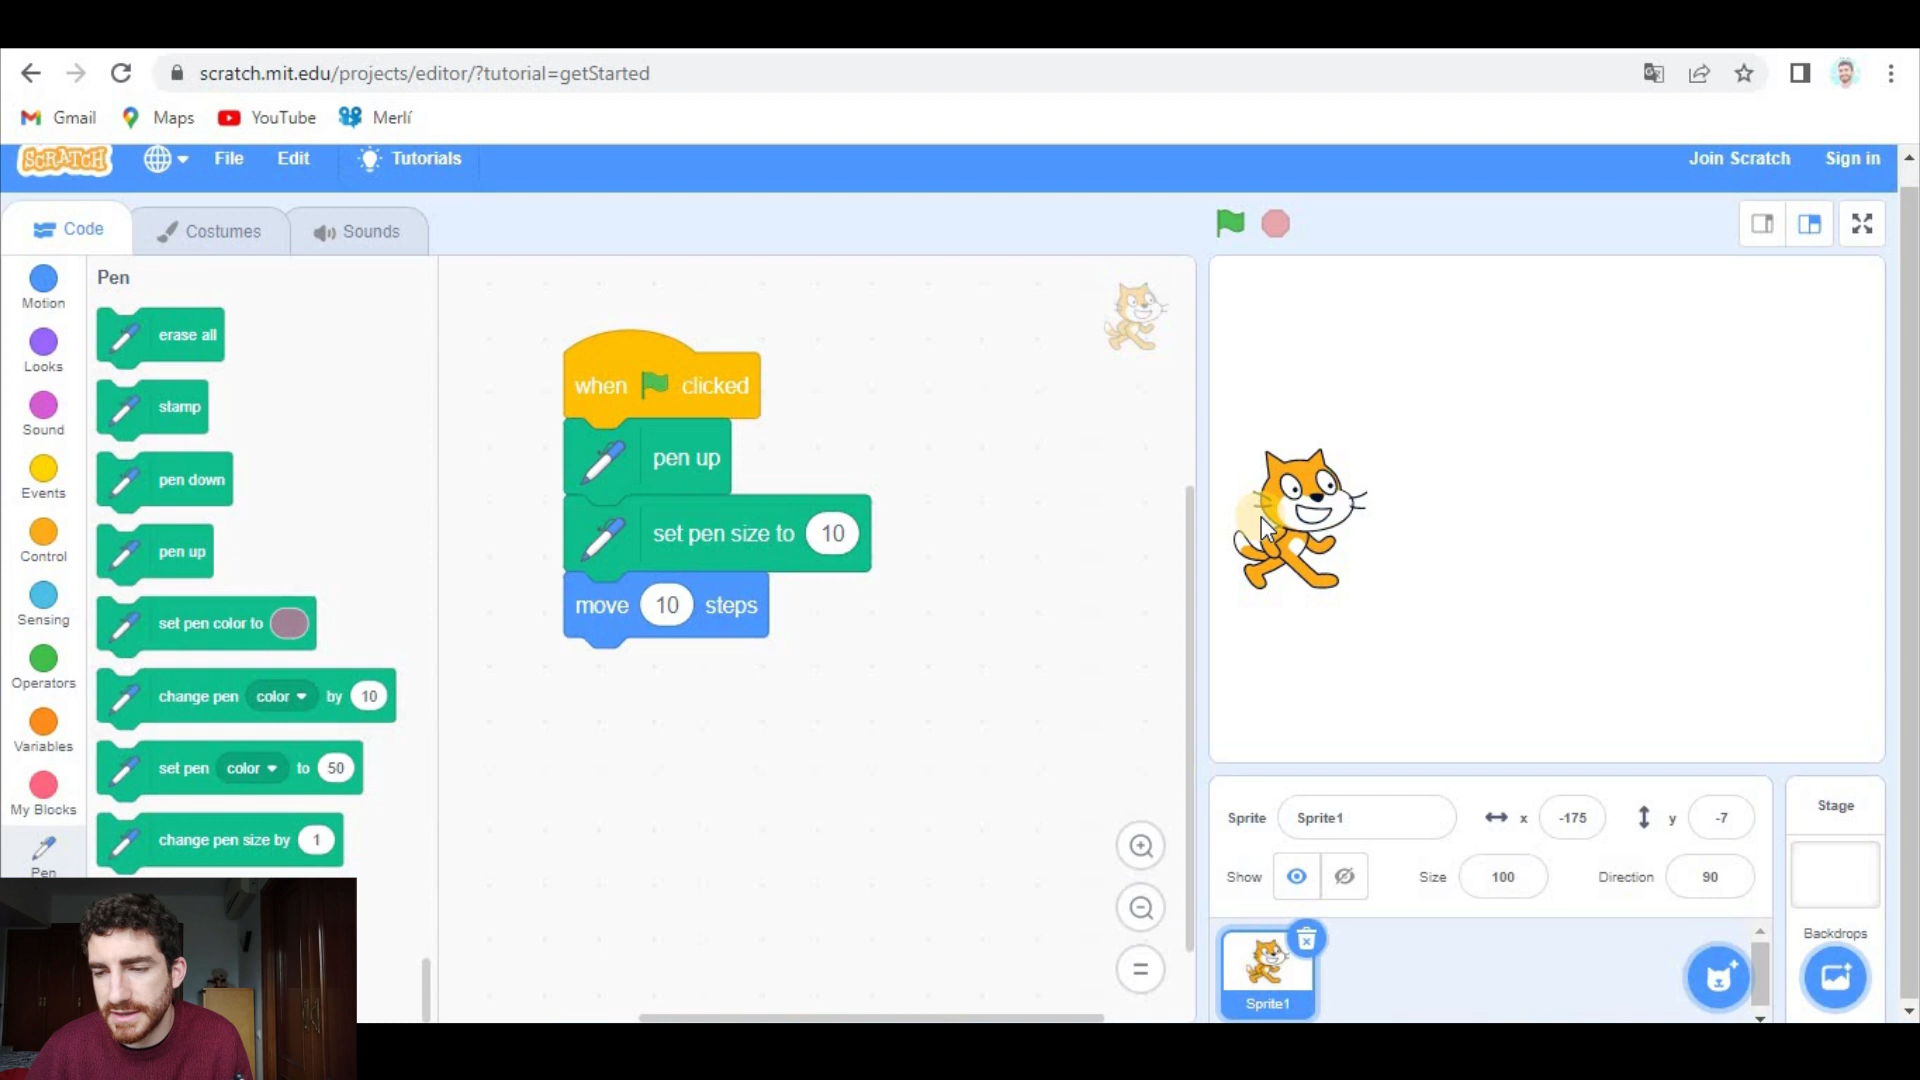 scratch.mit.edu/projects/editor/?tutorial=getStarted
Gmail Maps YouTube Merlí
SCRATCH File Edit Tutorials Join Scratch Sign in
Code Costumes Sounds
Motion
Looks
Sound
Events
Control
Sensing
Operators
Variables
My Blocks
Pen
Pen
erase all
stamp
pen down
pen up
set pen color to
change pen color by 10
set pen color to 50
change pen size by 1
when clicked
pen up
set pen size to 10
move 10 steps
Sprite Sprite1 x -175 y -7
Show Size 100 Direction 90
Sprite1
Stage
Backdrops